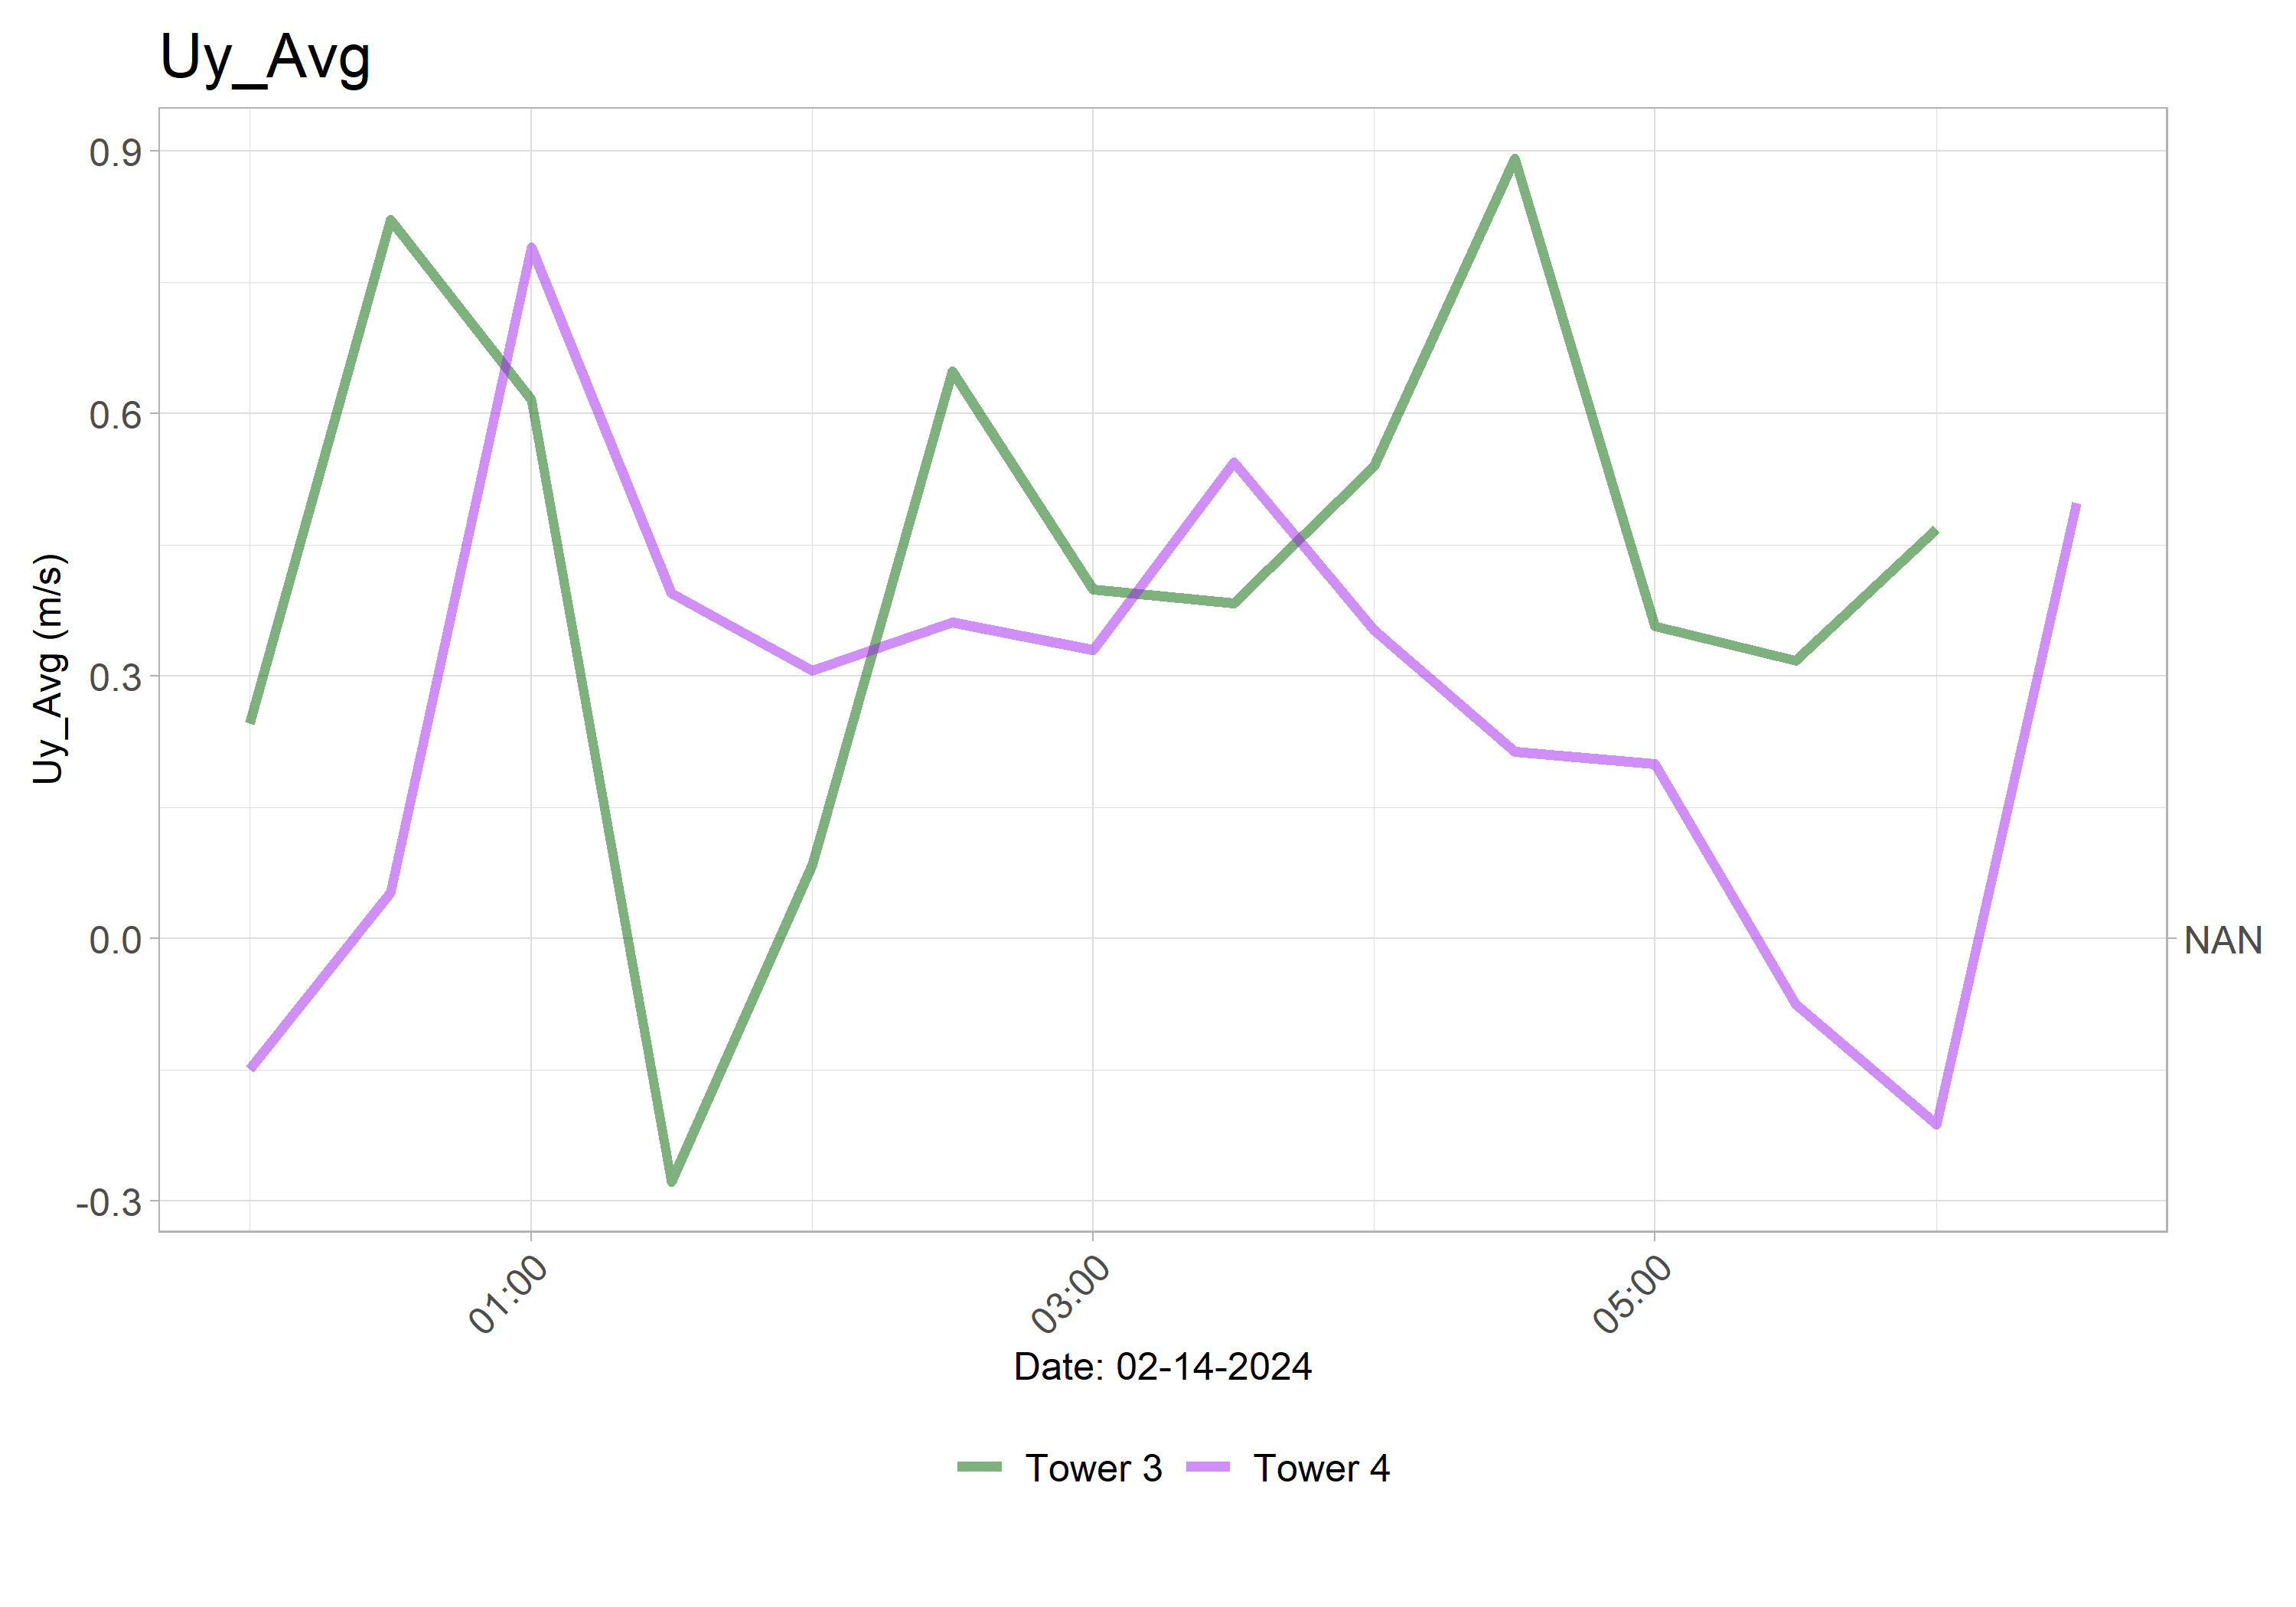 Uy_Avg
Uy_Avg (m/s)
0.9
0.6
0.3
0.0
-0.3
NAN
01:00
03:00
05:00
Date: 02-14-2024
Tower 3
Tower 4